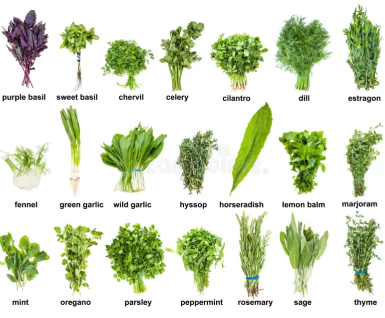 purple basil sweet basil chervil celery cilantro dill estragon
fennel green garlic wild garlic hyssop horseradish lemon balm marjoram
mint oregano parsley peppermint rosemary sage thyme